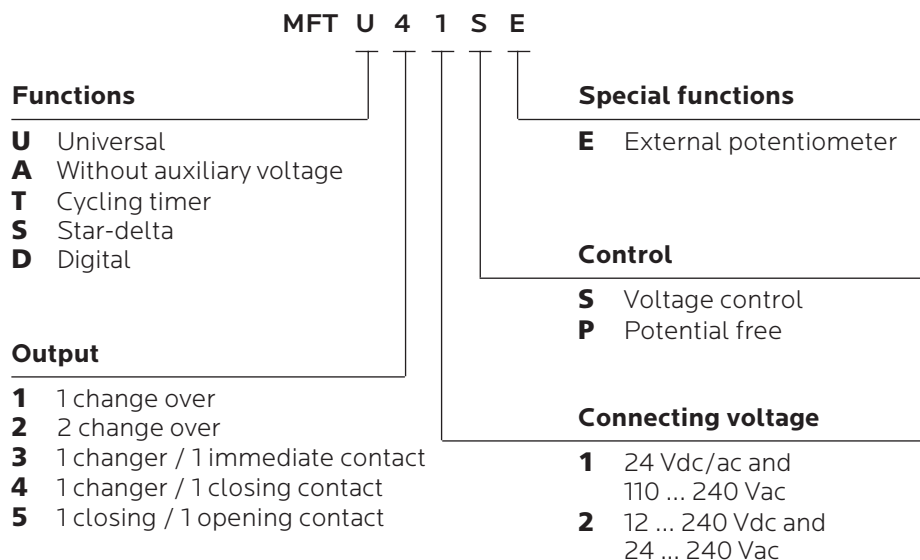 MFT U 4 1 S E
Functions
U Universal
A Without auxiliary voltage
T Cycling timer
S Star-delta
D Digital
Output
1 1 change over
2 2 change over
3 1 changer / 1 immediate contact
4 1 changer / 1 closing contact
5 1 closing / 1 opening contact
Special functions
E External potentiometer
Control
S Voltage control
P Potential free
Connecting voltage
1 24 Vdc/ac and
110 ... 240 Vac
2 12 ... 240 Vdc and
24 ... 240 Vac